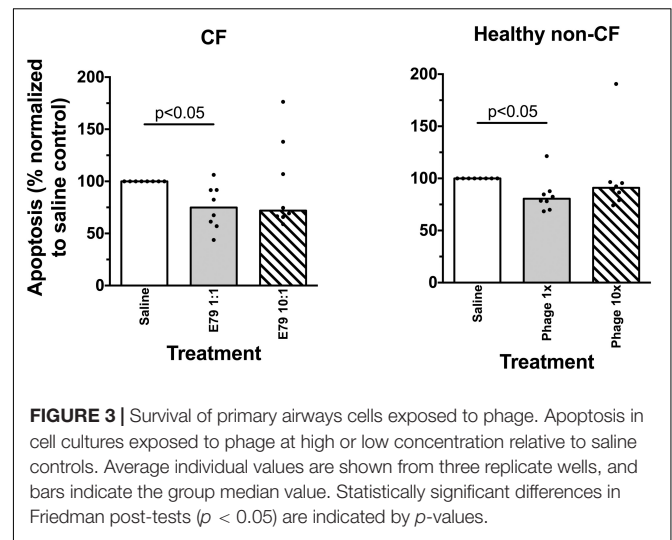 CF
Healthy non-CF
Apoptosis (% normalized
to saline control)
200
150
100
50
0
p<0.05
Saline
E79 1:1
E79 10:1
Treatment
200
150
100
50
0
p<0.05
Saline
Phage 1x
Phage 10x
Treatment
FIGURE 3 | Survival of primary airways cells exposed to phage. Apoptosis in
cell cultures exposed to phage at high or low concentration relative to saline
controls. Average individual values are shown from three replicate wells, and
bars indicate the group median value. Statistically significant differences in
Friedman post-tests (p < 0.05) are indicated by p-values.